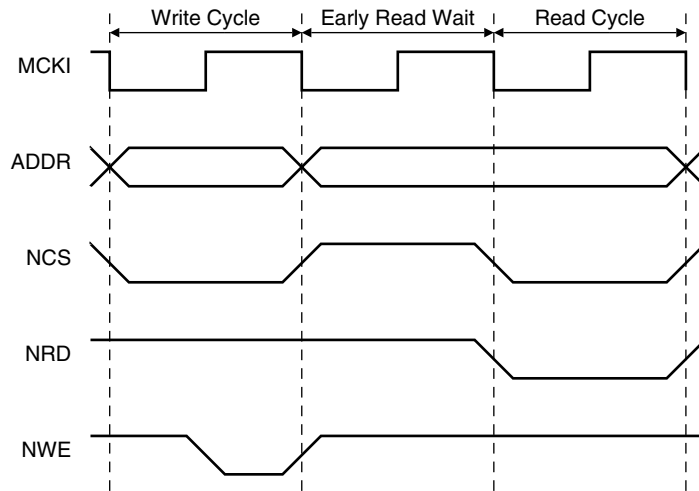 Write Cycle Early Read Wait Read Cycle
MCKI
ADDR
NCS
NRD
NWE